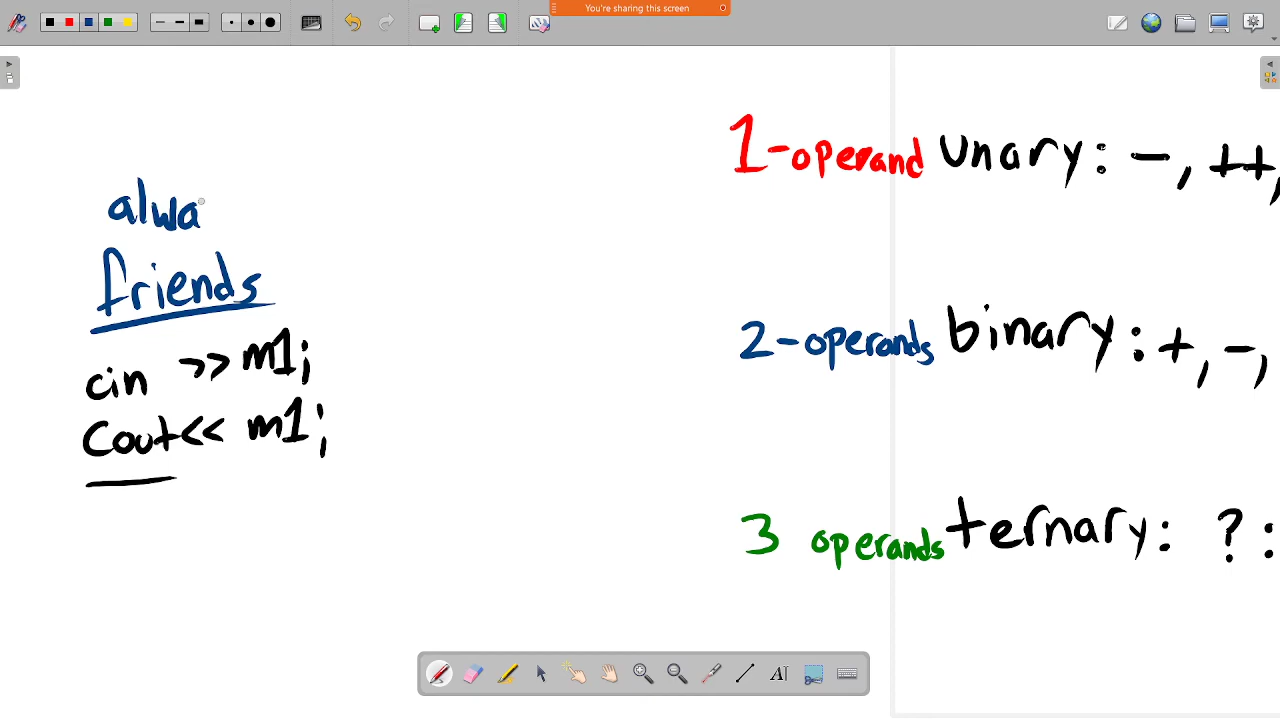 You're sharing this screen
alwa
friends
cin >> m1;
cout << m1;
1-operand unary: -, ++,
2-operands binary: +, -,
3 operands ternary: ? :
A